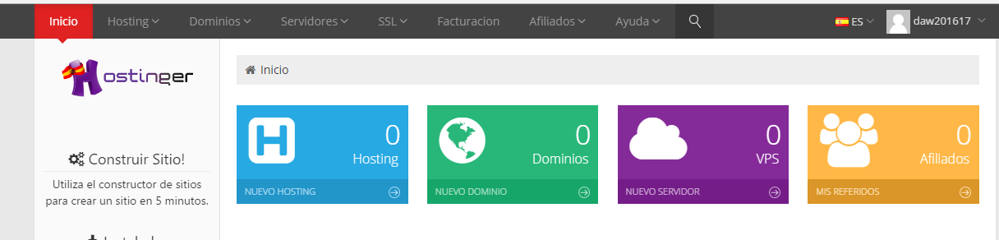 Inicio Hosting Dominios Servidores SSL Facturacion Afiliados Ayuda ES daw201617
Hostinger
Inicio
0 0 0 0
Hosting Dominios VPS Afiliados
NUEVO HOSTING NUEVO DOMINIO NUEVO SERVIDOR MIS REFERIDOS
Construir Sitio!
Utiliza el constructor de sitios
para crear un sitio en 5 minutos.